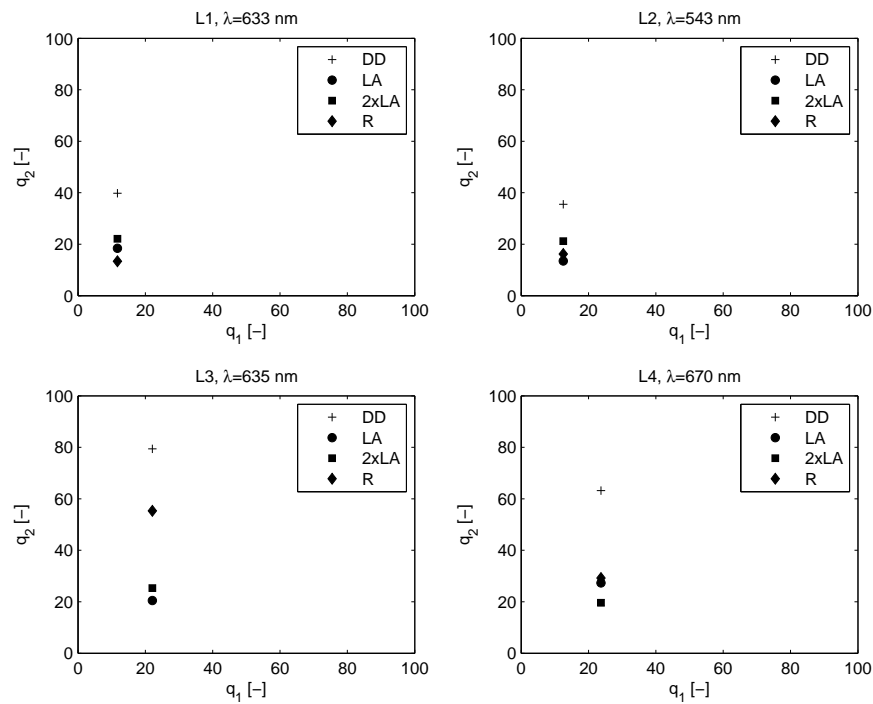 L1, λ=633 nm
100
80
60
40
20
0
q2 [−]
0 20 40 60 80 100
q1 [−]
DD
LA
2xLA
R
L2, λ=543 nm
100
80
60
40
20
0
q2 [−]
0 20 40 60 80 100
q1 [−]
DD
LA
2xLA
R
L3, λ=635 nm
100
80
60
40
20
0
q2 [−]
0 20 40 60 80 100
q1 [−]
DD
LA
2xLA
R
L4, λ=670 nm
100
80
60
40
20
0
q2 [−]
0 20 40 60 80 100
q1 [−]
DD
LA
2xLA
R